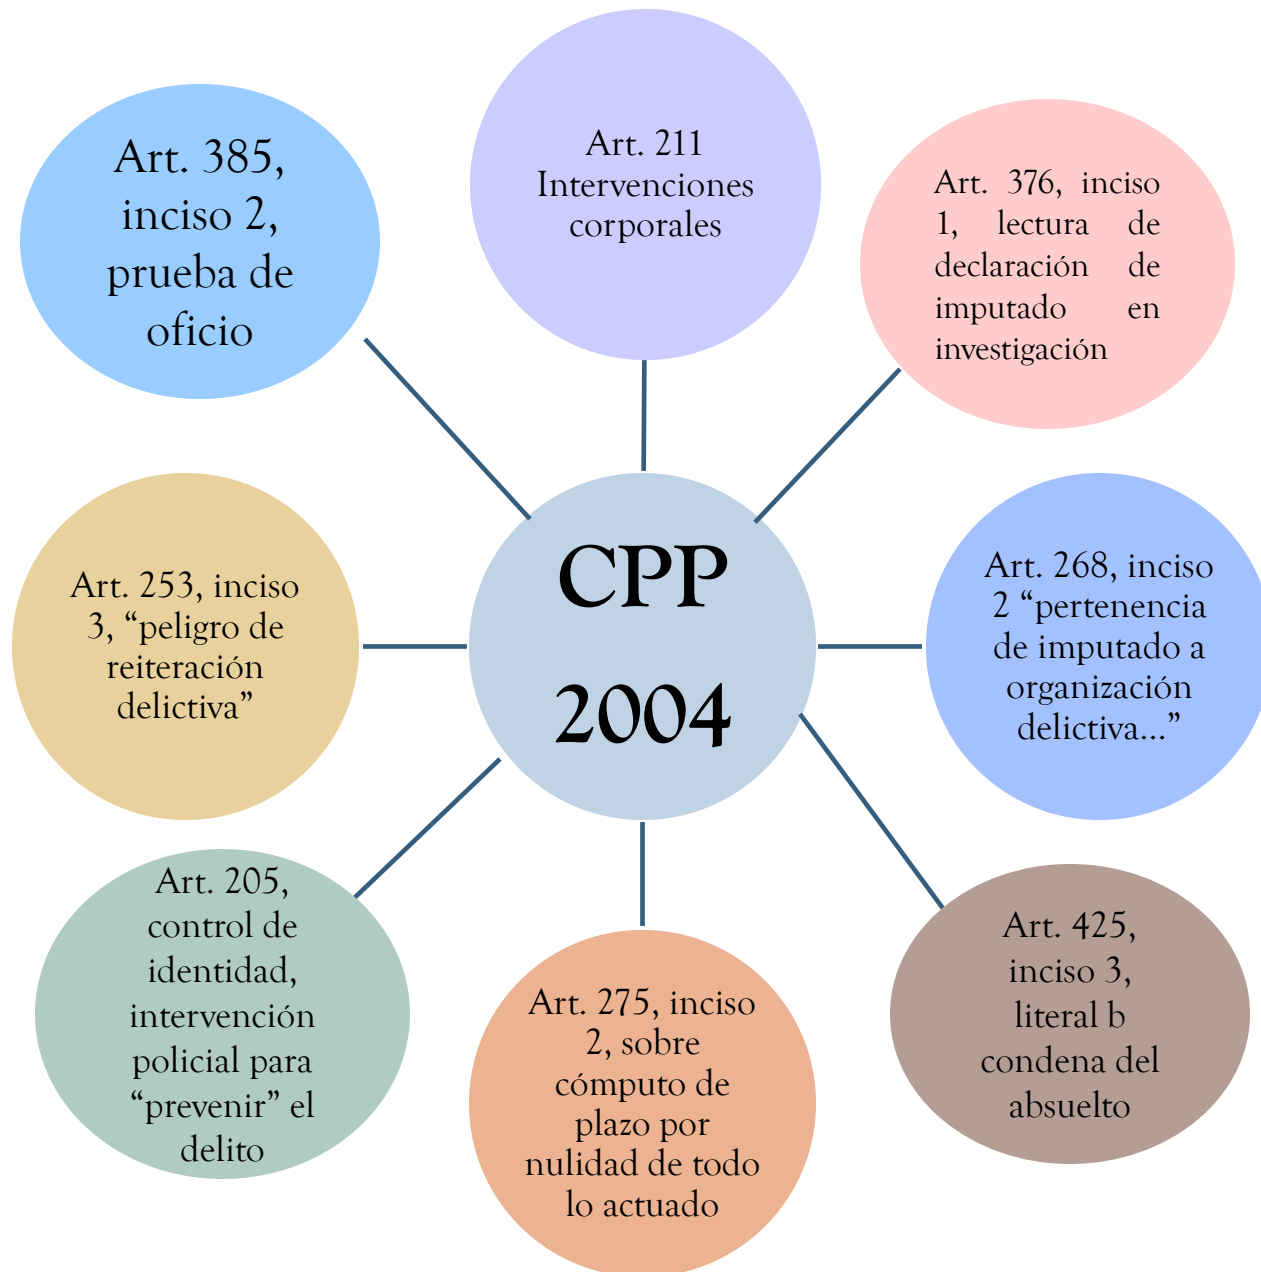 Art. 385,
inciso 2,
prueba de
oficio
Art. 211
Intervenciones
corporales
Art. 376, inciso
1, lectura de
declaración de
imputado en
investigación
Art. 253, inciso
3, “peligro de
reiteración
delictiva”
CPP
2004
Art. 268, inciso
2 “pertenencia
de imputado a
organización
delictiva...”
Art. 205,
control de
identidad,
intervención
policial para
“prevenir” el
delito
Art. 275, inciso
2, sobre
cómputo de
plazo por
nulidad de todo
lo actuado
Art. 425,
inciso 3,
literal b
condena del
absuelto